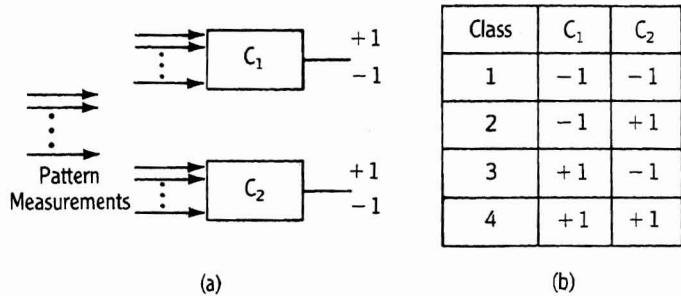 C₁
+1
−1
Pattern
Measurements
C₂
+1
−1
(a)
Class C₁ C₂
1 −1 −1
2 −1 +1
3 +1 −1
4 +1 +1
(b)